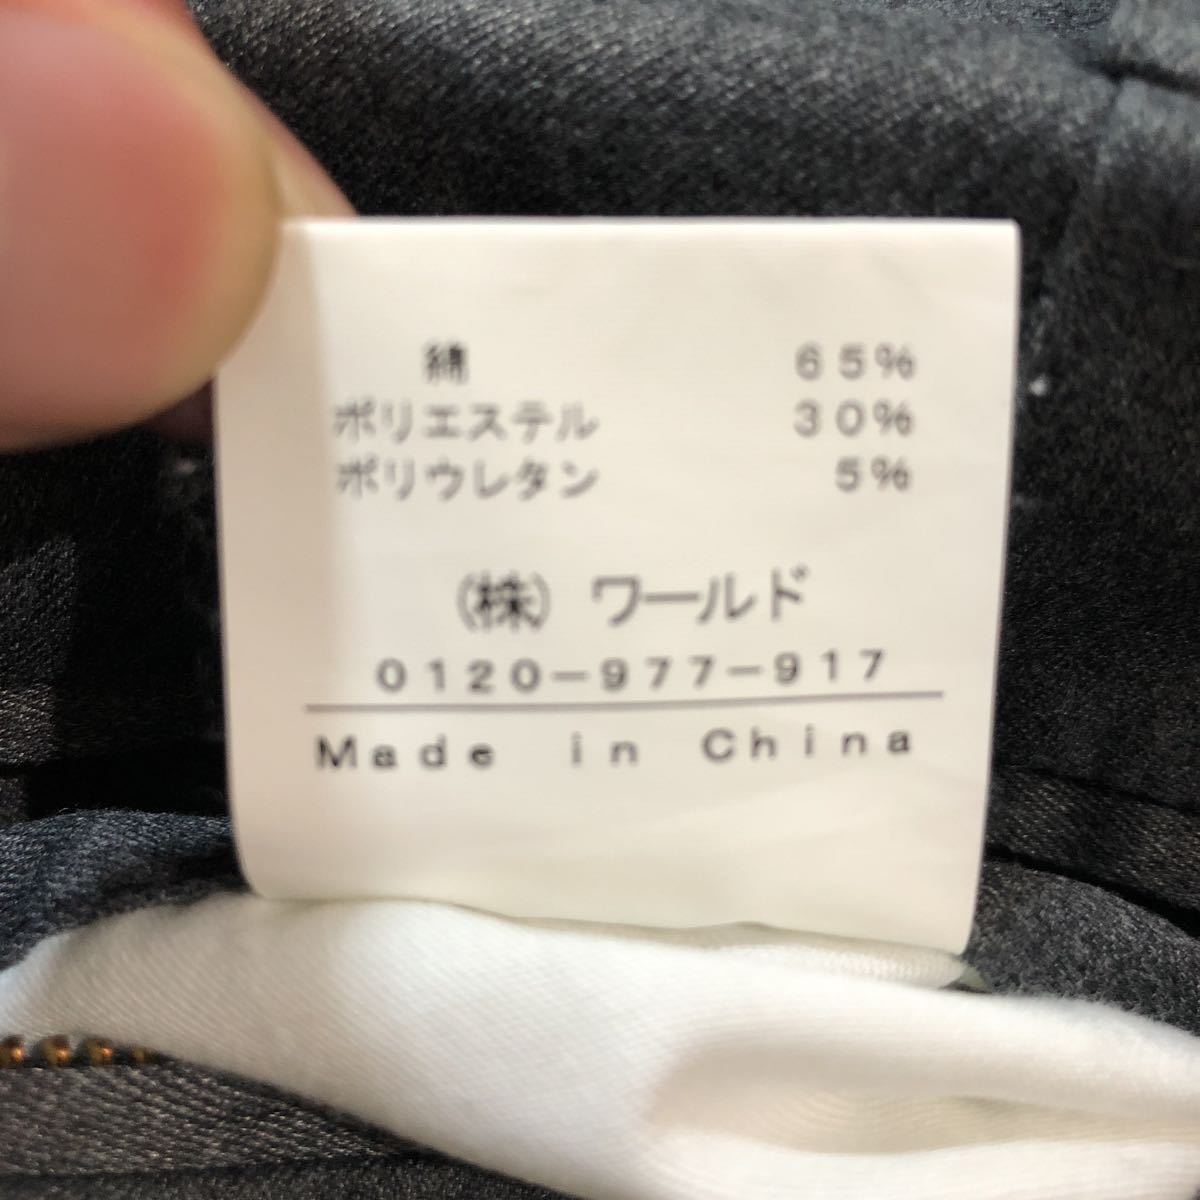 綿 65%
ポリエステル 30%
ポリウレタン 5%
(株) ワールド
0120-977-917
Made in China